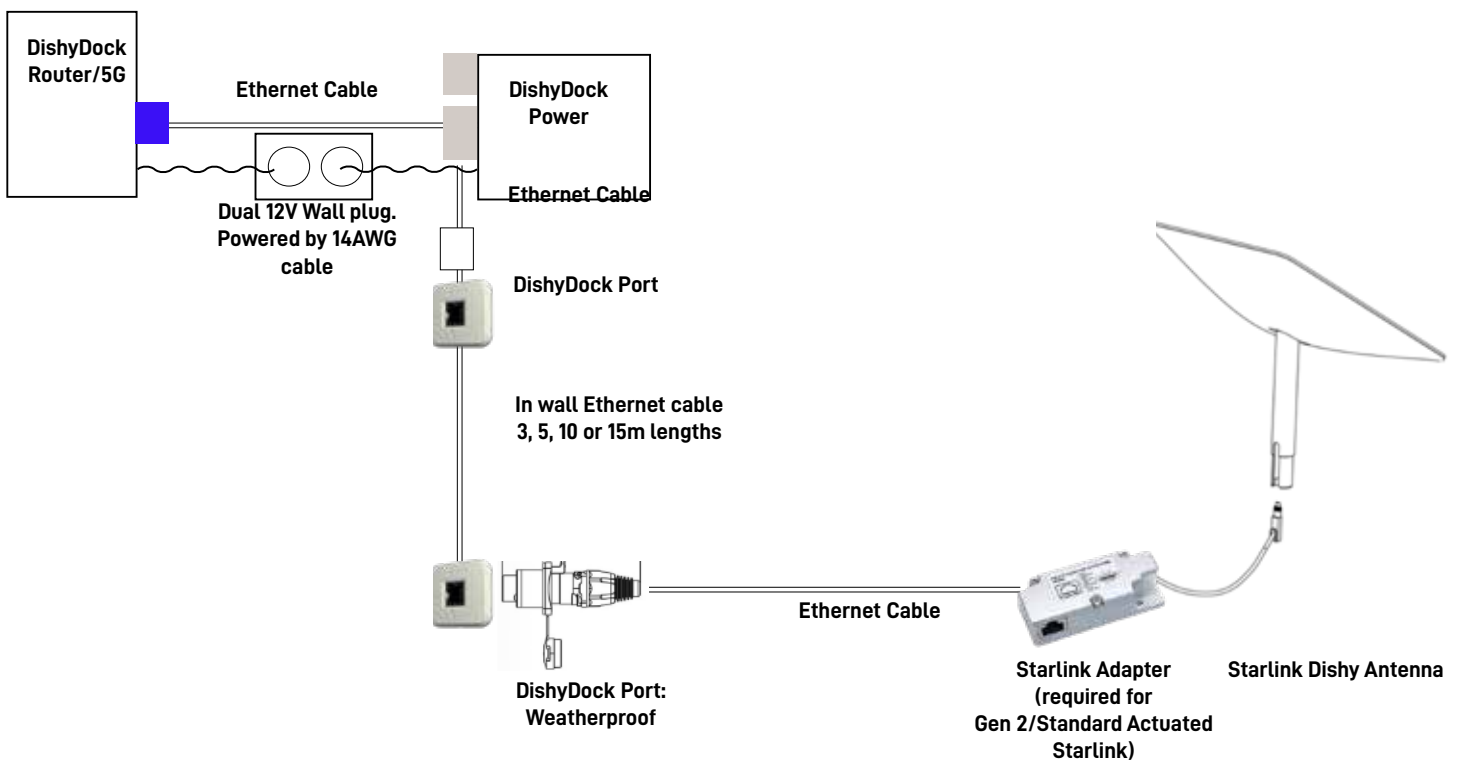 DishyDock
Router/5G
Ethernet Cable
DishyDock
Power
Ethernet Cable
Dual 12V Wall plug.
Powered by 14AWG
cable
DishyDock Port
In wall Ethernet cable
3, 5, 10 or 15m lengths
Ethernet Cable
DishyDock Port:
Weatherproof
Starlink Adapter
(required for
Gen 2/Standard Actuated
Starlink)
Starlink Dishy Antenna